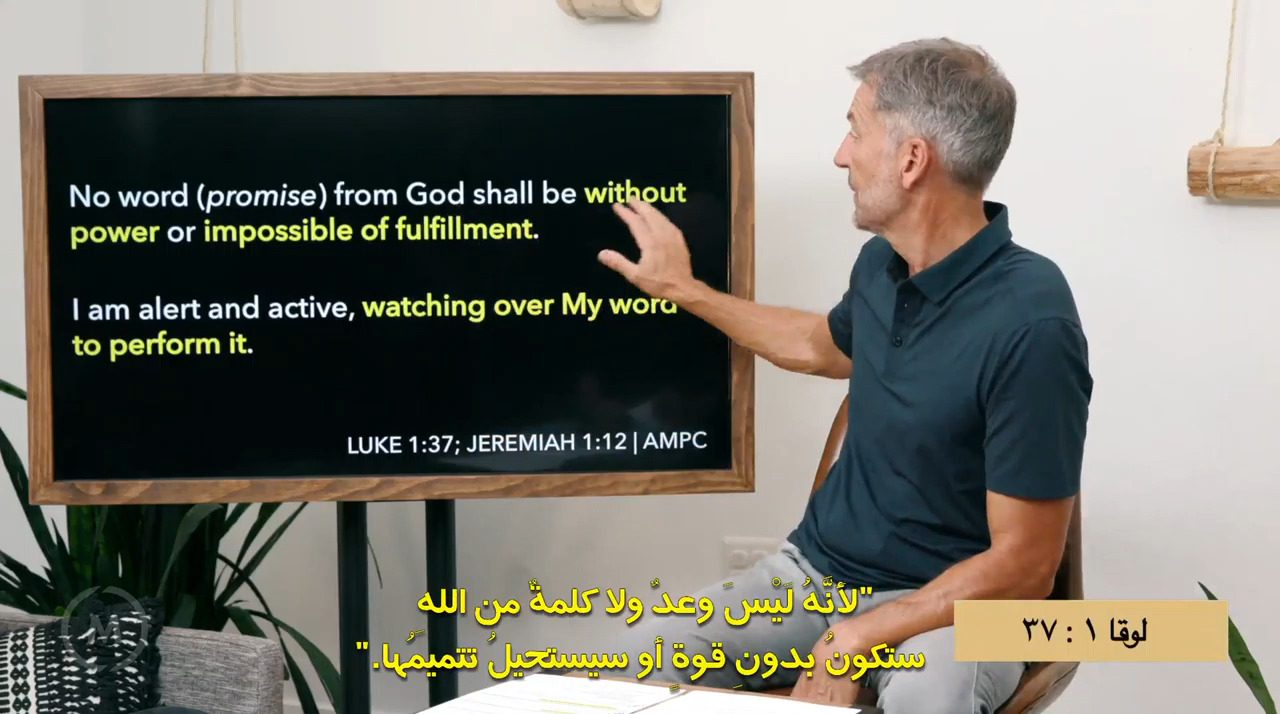 No word (promise) from God shall be without
power or impossible of fulfillment.
I am alert and active, watching over My word
to perform it.
LUKE 1:37; JEREMIAH 1:12 | AMPC
"لأنَّهُ لَيْسَ وعدٌ ولا كلمةٌ من الله
ستكونُ بدونِ قوةٍ أو سيستحيلُ تتميمَُها."
لوقا ١ : ٣٧
M